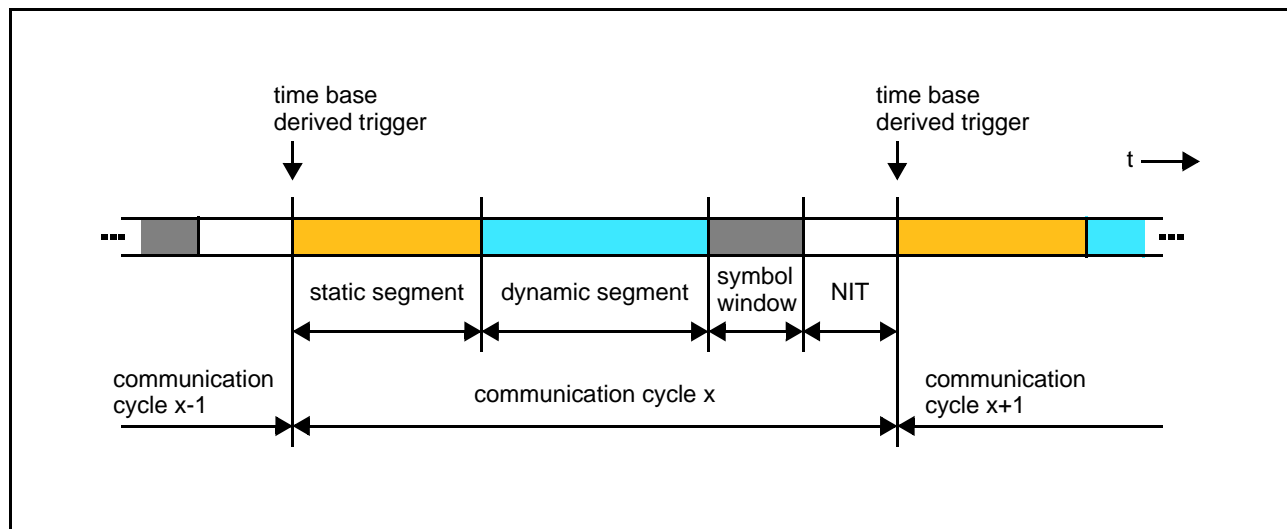 time base
derived trigger
time base
derived trigger
t
static segment
dynamic segment
symbol
window
NIT
communication
cycle x-1
communication cycle x
communication
cycle x+1